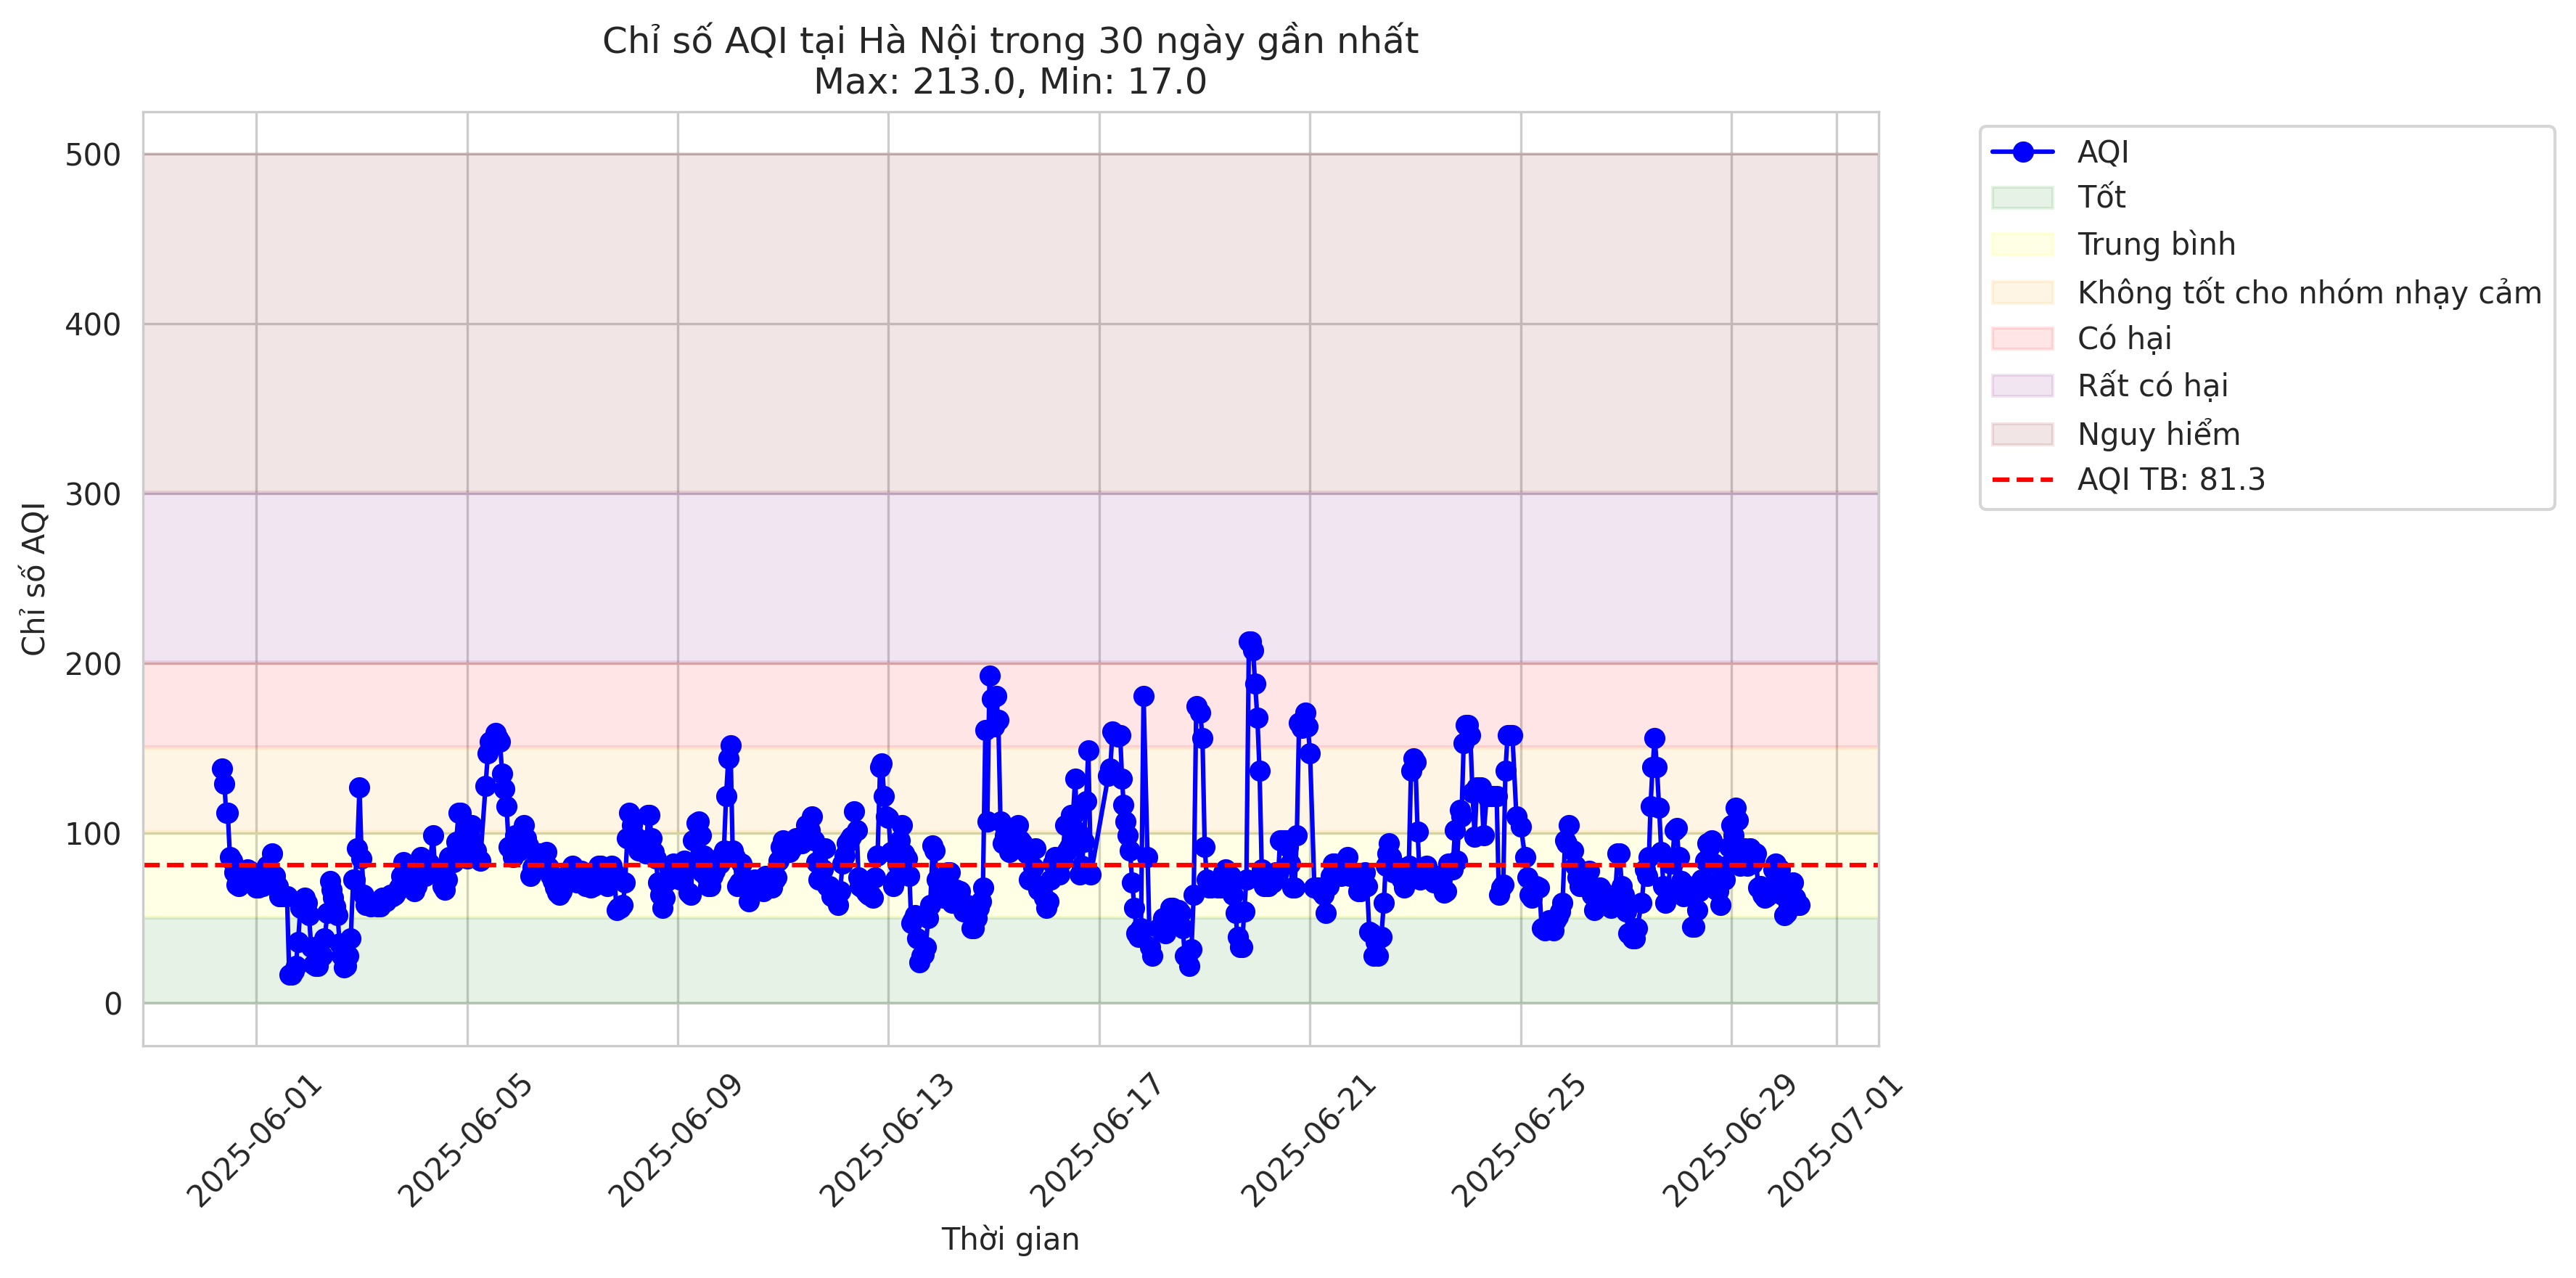 Chỉ số AQI tại Hà Nội trong 30 ngày gần nhất
Max: 213.0, Min: 17.0
Chỉ số AQI
500
400
300
200
100
0
2025-06-01
2025-06-05
2025-06-09
2025-06-13
2025-06-17
2025-06-21
2025-06-25
2025-06-29
2025-07-01
Thời gian
AQI
Tốt
Trung bình
Không tốt cho nhóm nhạy cảm
Có hại
Rất có hại
Nguy hiểm
AQI TB: 81.3